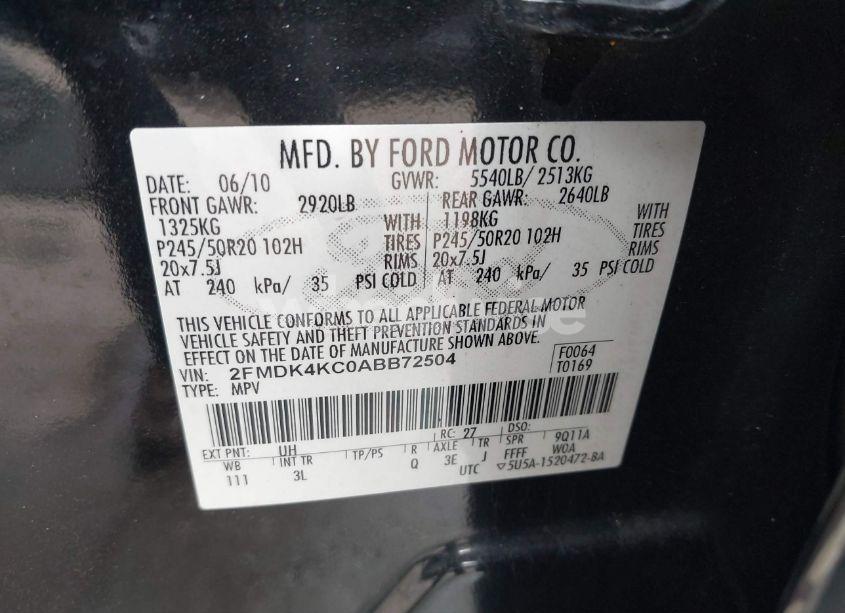 MFD. BY FORD MOTOR CO.
DATE: 06/10 GVWR: 5540LB/ 2513KG
FRONT GAWR: 2920LB REAR GAWR: 2640LB
1325KG WITH 1198KG WITH
P245/50R20 102H TIRES P245/50R20 102H TIRES
20x7.5J RIMS 20x7.5J RIMS
AT 240 kPa/ 35 PSI COLD AT 240 kPa/ 35 PSI COLD
THIS VEHICLE CONFORMS TO ALL APPLICABLE FEDERAL MOTOR
VEHICLE SAFETY AND THEFT PREVENTION STANDARDS IN
EFFECT ON THE DATE OF MANUFACTURE SHOWN ABOVE.
VIN: 2FMDK4KC0ABB72504 F0064
TYPE: MPV T0169
RC: 27 DSO:
EXT PNT: UH 9Q11A
WB INT TR TP/PS R AXLE TR SPR WOA
111 3L Q 3E J FFFF
UTC ▽5U5A-1520472-BA